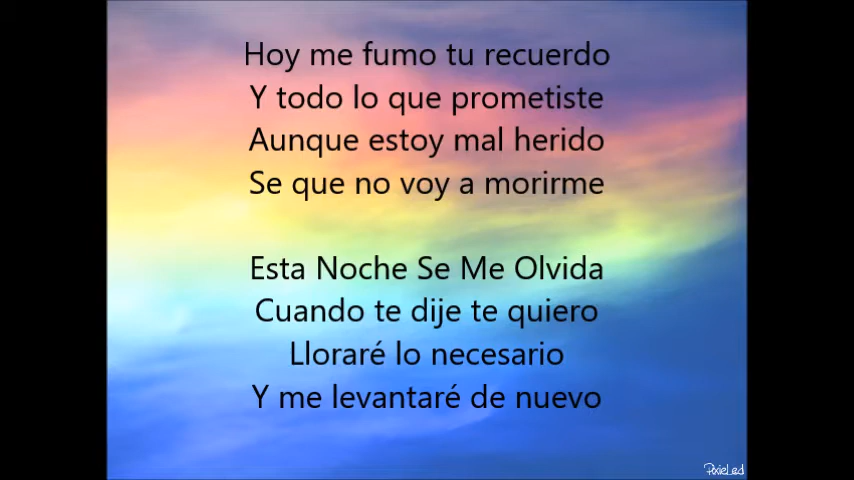 Hoy me fumo tu recuerdo
Y todo lo que prometiste
Aunque estoy mal herido
Se que no voy a morirme
Esta Noche Se Me Olvida
Cuando te dije te quiero
Lloraré lo necesario
Y me levantaré de nuevo
PixieLed